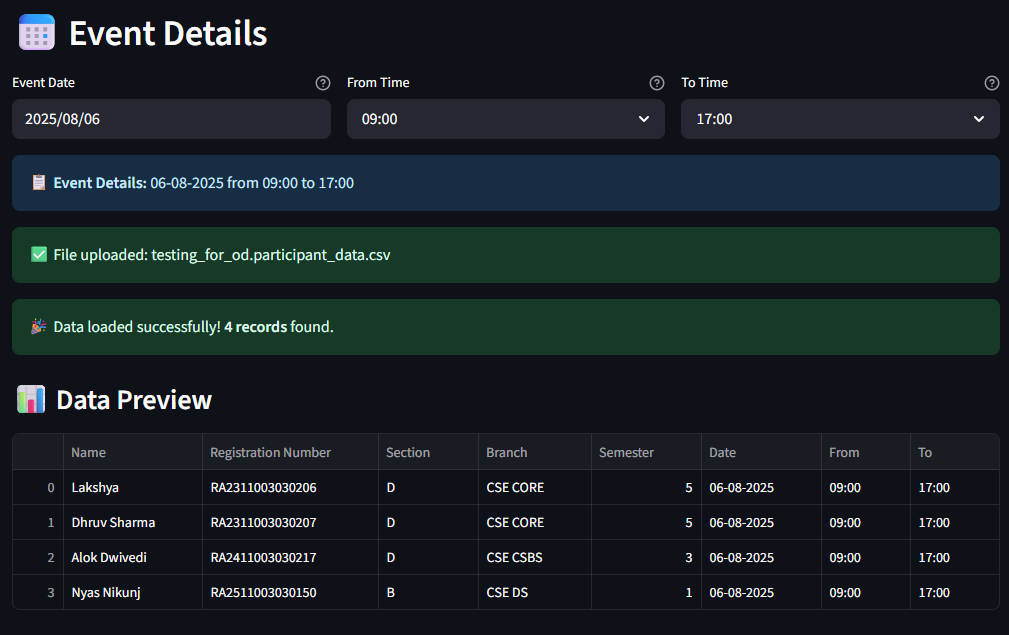 Event Details
Event Date From Time To Time
2025/08/06 09:00 17:00
Event Details: 06-08-2025 from 09:00 to 17:00
File uploaded: testing_for_od.participant_data.csv
Data loaded successfully! 4 records found.
Data Preview
Name Registration Number Section Branch Semester Date From To
0 Lakshya RA2311003030206 D CSE CORE 5 06-08-2025 09:00 17:00
1 Dhruv Sharma RA2311003030207 D CSE CORE 5 06-08-2025 09:00 17:00
2 Alok Dwivedi RA2411003030217 D CSE CSBS 3 06-08-2025 09:00 17:00
3 Nyas Nikunj RA2511003030150 B CSE DS 1 06-08-2025 09:00 17:00